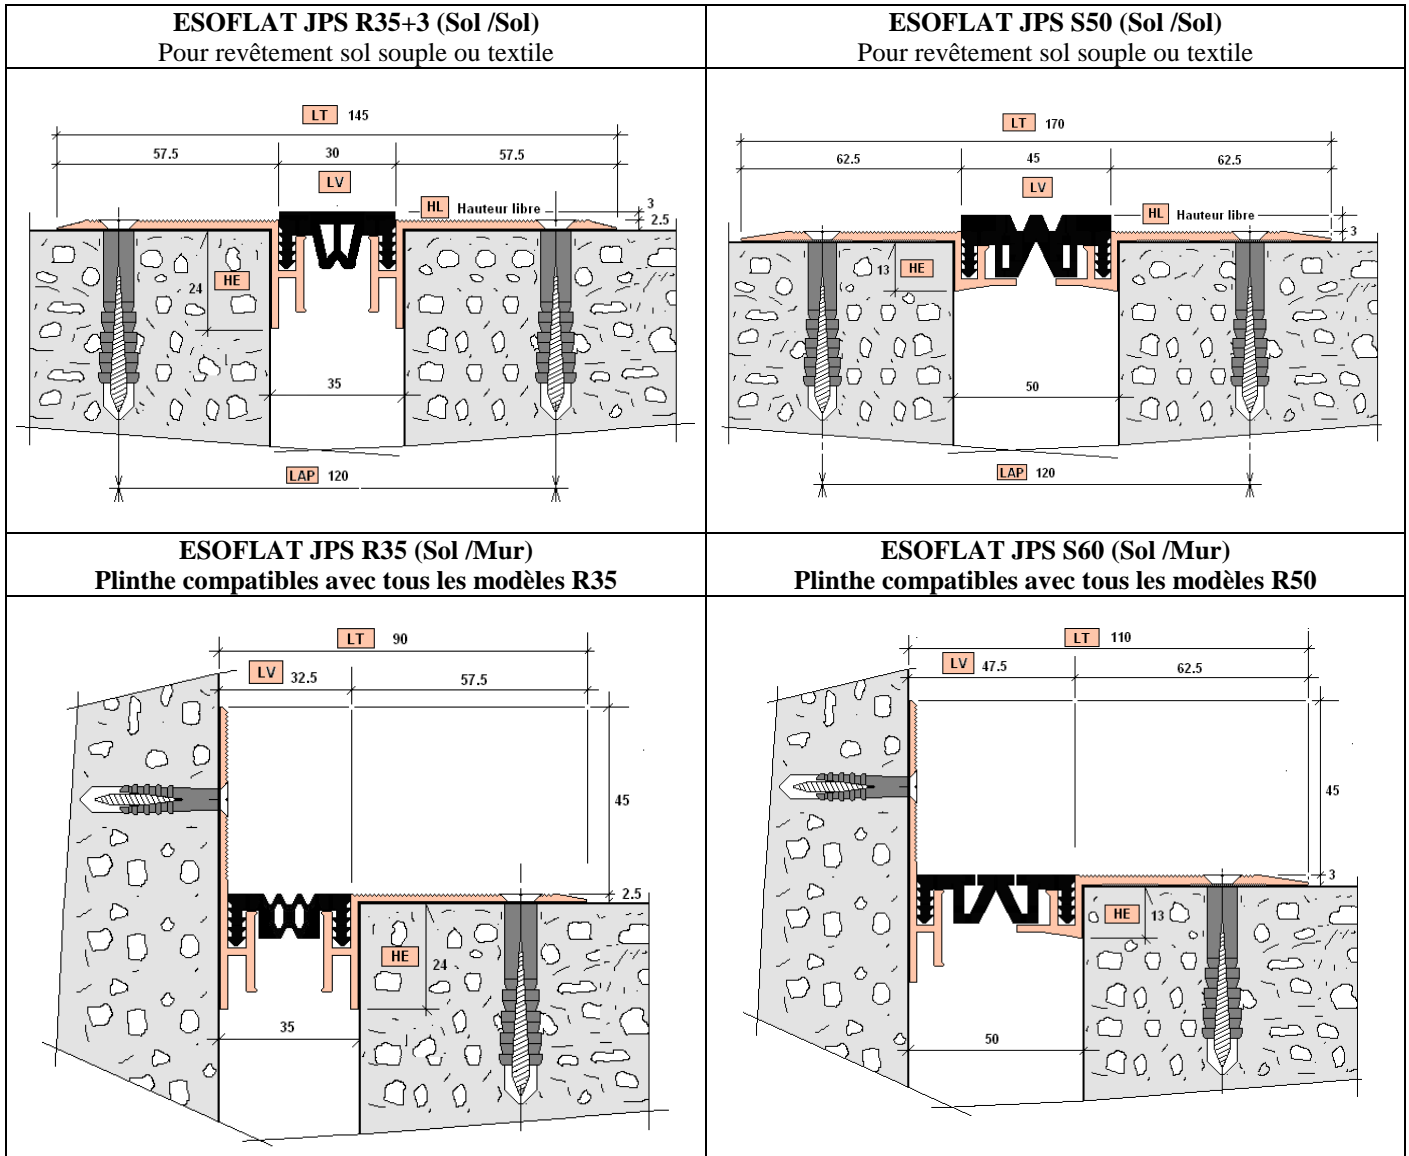 ESOFLAT JPS R35+3 (Sol /Sol)
Pour revêtement sol souple ou textile
LT 145
57.5 30 57.5
LV
HL Hauteur libre 3
2.5
HE
24
35
LAP 120
ESOFLAT JPS S50 (Sol /Sol)
Pour revêtement sol souple ou textile
LT 170
62.5 45 62.5
LV
HL Hauteur libre
3
13 HE
50
LAP 120
ESOFLAT JPS R35 (Sol /Mur)
Plinthe compatibles avec tous les modèles R35
LT 90
LV 32.5 57.5
45
2.5
HE
24
35
ESOFLAT JPS S60 (Sol /Mur)
Plinthe compatibles avec tous les modèles R50
LT 110
LV 47.5 62.5
45
3
HE 13
50